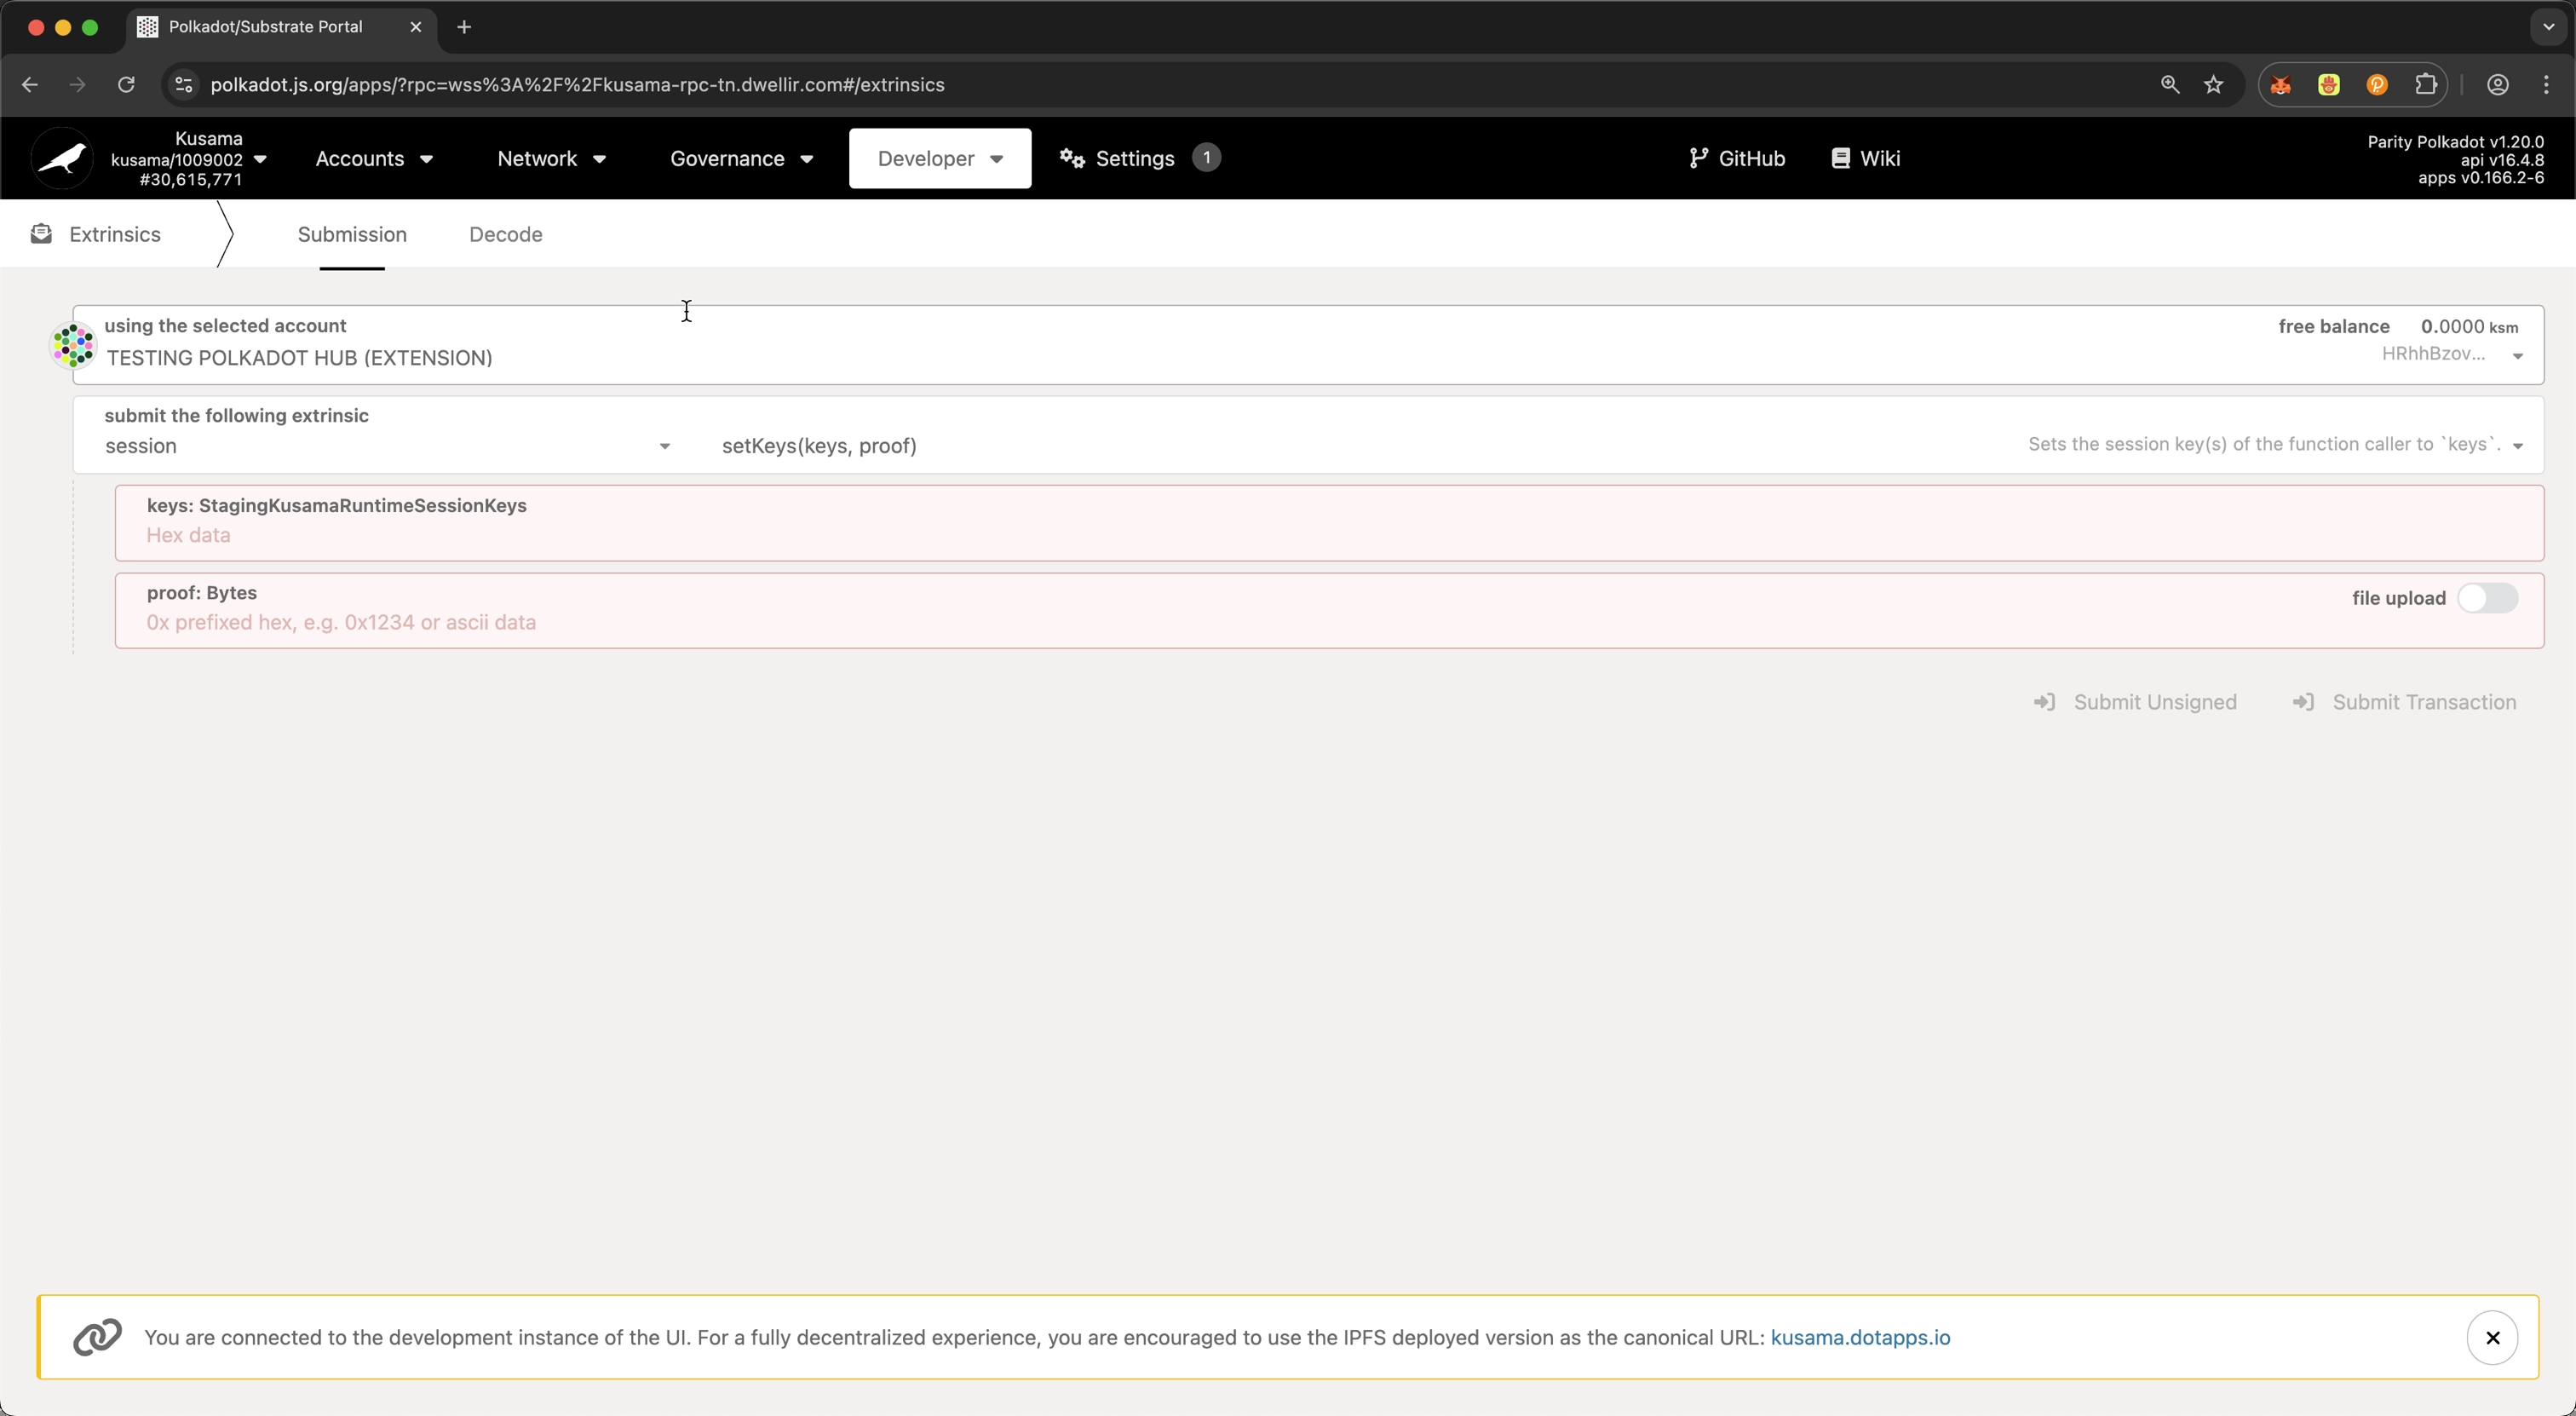 Polkadot/Substrate Portal
polkadot.js.org/apps/?rpc=wss%3A%2F%2Fkusama-rpc-tn.dwellir.com#/extrinsics
Kusama
kusama/1009002
#30,615,771
Accounts
Network
Governance
Developer
Settings
1
GitHub
Wiki
Parity Polkadot v1.20.0
api v16.4.8
apps v0.166.2-6
Extrinsics
Submission
Decode
using the selected account
TESTING POLKADOT HUB (EXTENSION)
free balance 0.0000 KSM
HRhhBzov...
submit the following extrinsic
session
setKeys(keys, proof)
Sets the session key(s) of the function caller to `keys`.
keys: StagingKusamaRuntimeSessionKeys
Hex data
proof: Bytes
0x prefixed hex, e.g. 0x1234 or ascii data
file upload
Submit Unsigned
Submit Transaction
You are connected to the development instance of the UI. For a fully decentralized experience, you are encouraged to use the IPFS deployed version as the canonical URL: kusama.dotapps.io